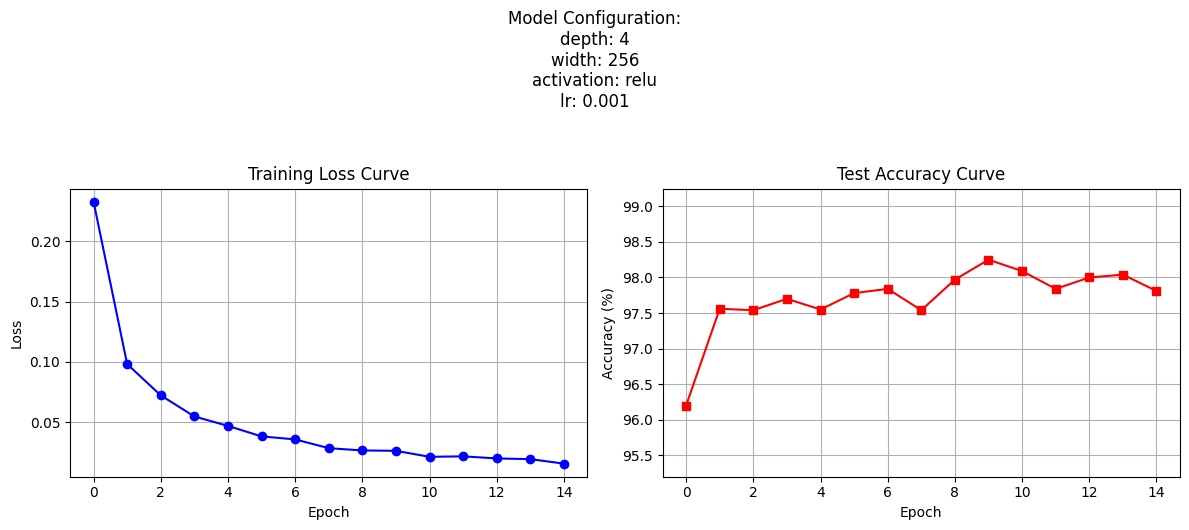 Model Configuration:
depth: 4
width: 256
activation: relu
lr: 0.001
Training Loss Curve
Loss
0.20
0.15
0.10
0.05
0 2 4 6 8 10 12 14
Epoch
Test Accuracy Curve
Accuracy (%)
99.0
98.5
98.0
97.5
97.0
96.5
96.0
95.5
0 2 4 6 8 10 12 14
Epoch